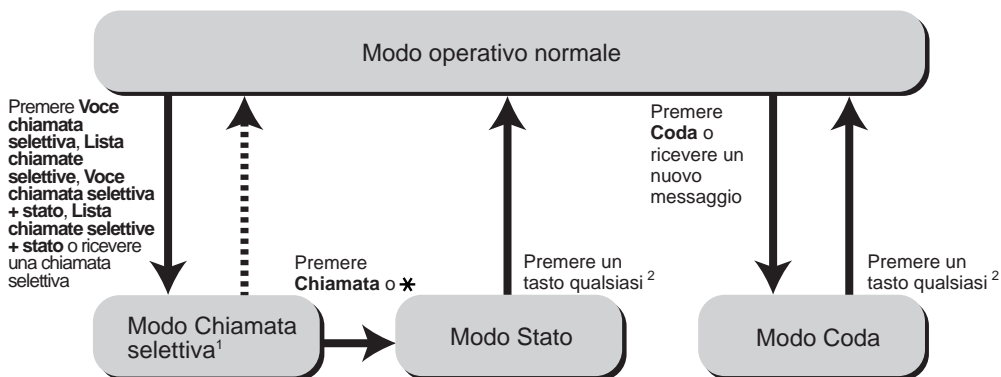 Modo operativo normale
Premere Voce
chiamata
selettiva, Lista
chiamate
selettive, Voce
chiamata selettiva
+ stato, Lista
chiamate selettive
+ stato o ricevere
una chiamata
selettiva
Premere
Chiamata o *
Premere un
tasto qualsiasi 2
Premere
Coda o
ricevere un
nuovo
messaggio
Premere un
tasto qualsiasi 2
Modo Chiamata
selettiva1
Modo Stato
Modo Coda